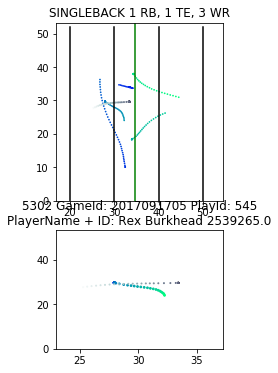 SINGLEBACK 1 RB, 1 TE, 3 WR
50
40
30
20
10
0
20 30 40 50
5302 GameId: 2017091705 PlayId: 545
PlayerName + ID: Rex Burkhead 2539265.0
40
20
0
25 30 35